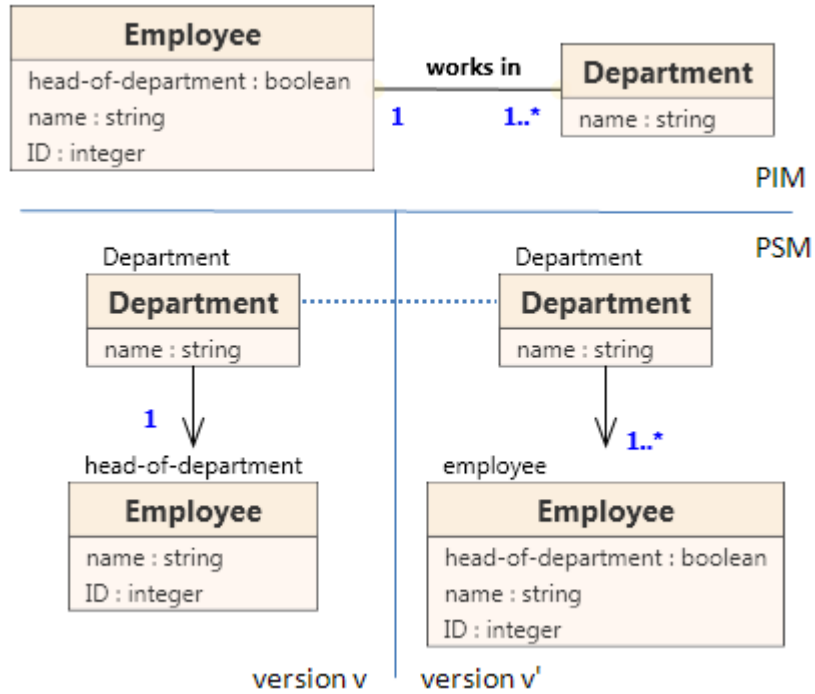 Employee
head-of-department : boolean
name : string
ID : integer
works in
1
1..*
Department
name : string
PIM
PSM
Department
Department
name : string
1
head-of-department
Employee
name : string
ID : integer
version v
Department
Department
name : string
1..*
employee
Employee
head-of-department : boolean
name : string
ID : integer
version v'